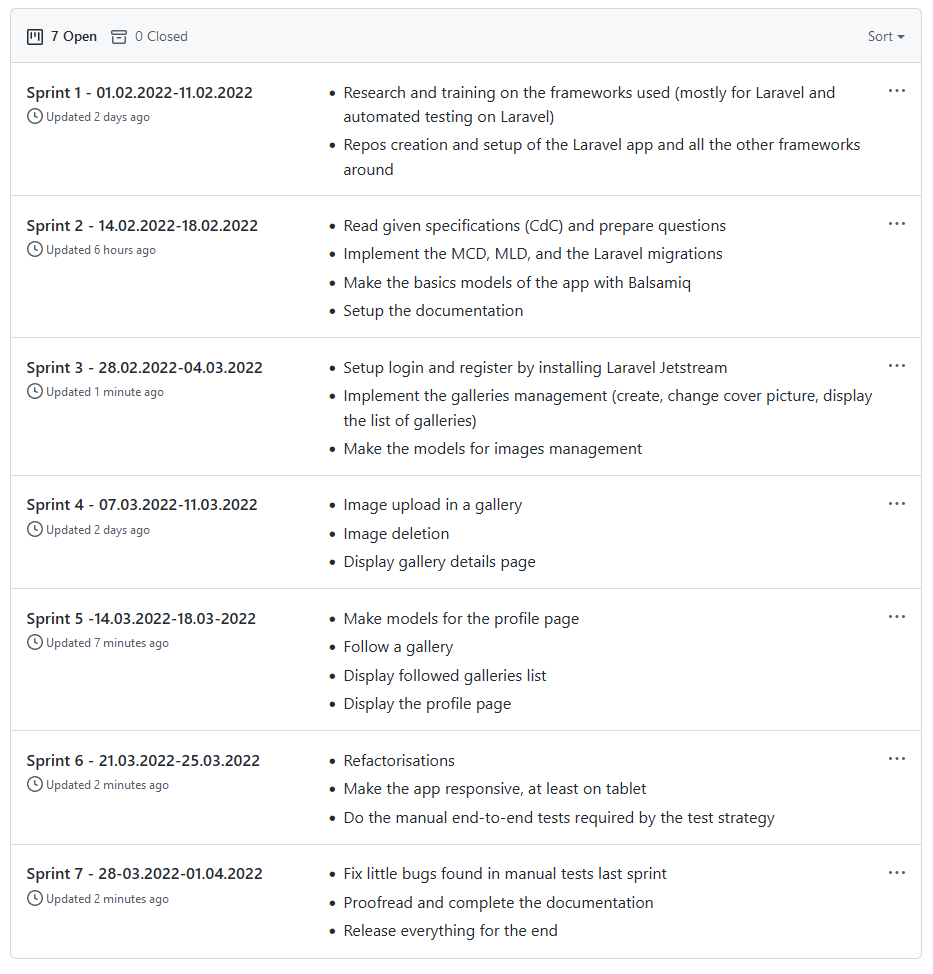 7 Open 0 Closed Sort
Sprint 1 - 01.02.2022-11.02.2022
Updated 2 days ago
• Research and training on the frameworks used (mostly for Laravel and
automated testing on Laravel)
• Repos creation and setup of the Laravel app and all the other frameworks
around
Sprint 2 - 14.02.2022-18.02.2022
Updated 6 hours ago
• Read given specifications (CdC) and prepare questions
• Implement the MCD, MLD, and the Laravel migrations
• Make the basics models of the app with Balsamiq
• Setup the documentation
Sprint 3 - 28.02.2022-04.03.2022
Updated 1 minute ago
• Setup login and register by installing Laravel Jetstream
• Implement the galleries management (create, change cover picture, display
the list of galleries)
• Make the models for images management
Sprint 4 - 07.03.2022-11.03.2022
Updated 2 days ago
• Image upload in a gallery
• Image deletion
• Display gallery details page
Sprint 5 -14.03.2022-18.03-2022
Updated 7 minutes ago
• Make models for the profile page
• Follow a gallery
• Display followed galleries list
• Display the profile page
Sprint 6 - 21.03.2022-25.03.2022
Updated 2 minutes ago
• Refactorisations
• Make the app responsive, at least on tablet
• Do the manual end-to-end tests required by the test strategy
Sprint 7 - 28-03.2022-01.04.2022
Updated 2 minutes ago
• Fix little bugs found in manual tests last sprint
• Proofread and complete the documentation
• Release everything for the end